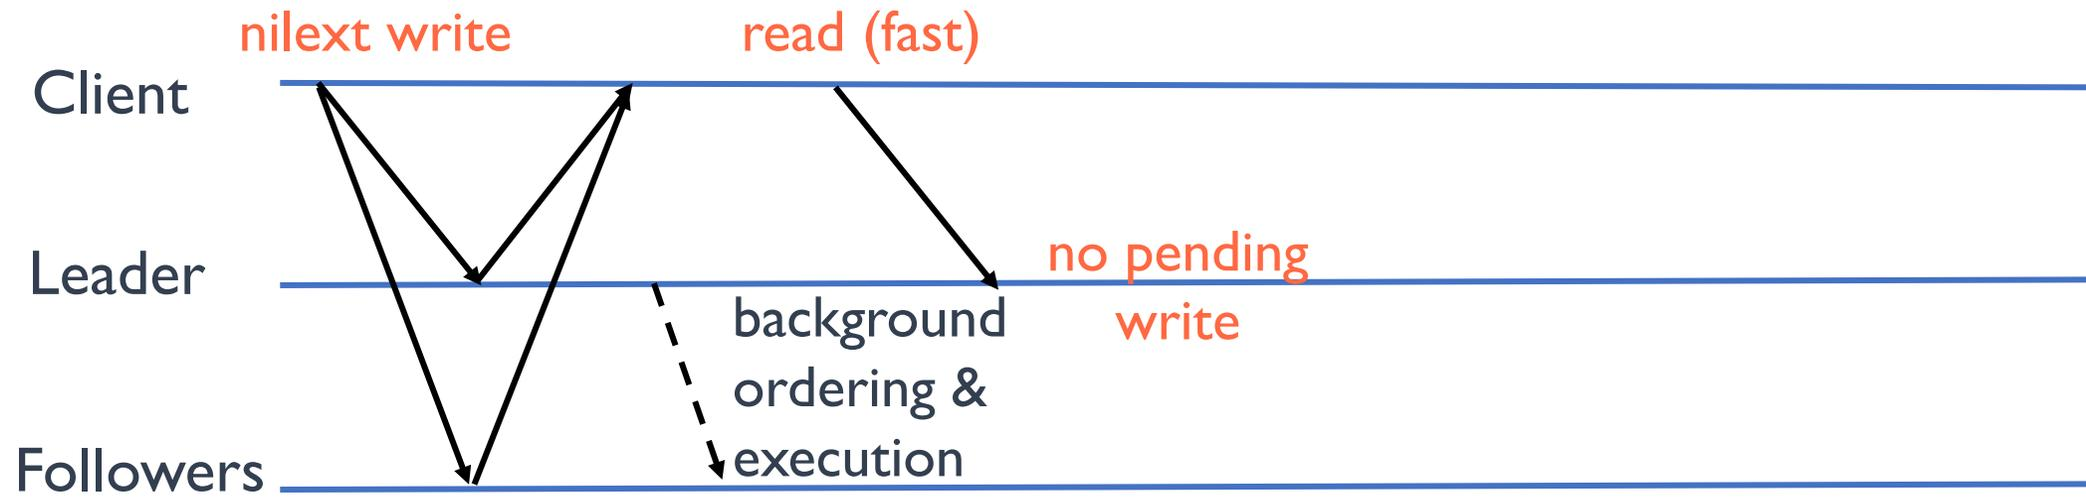 nilext write
read (fast)
Client
Leader
no pending
write
background
ordering &
execution
Followers